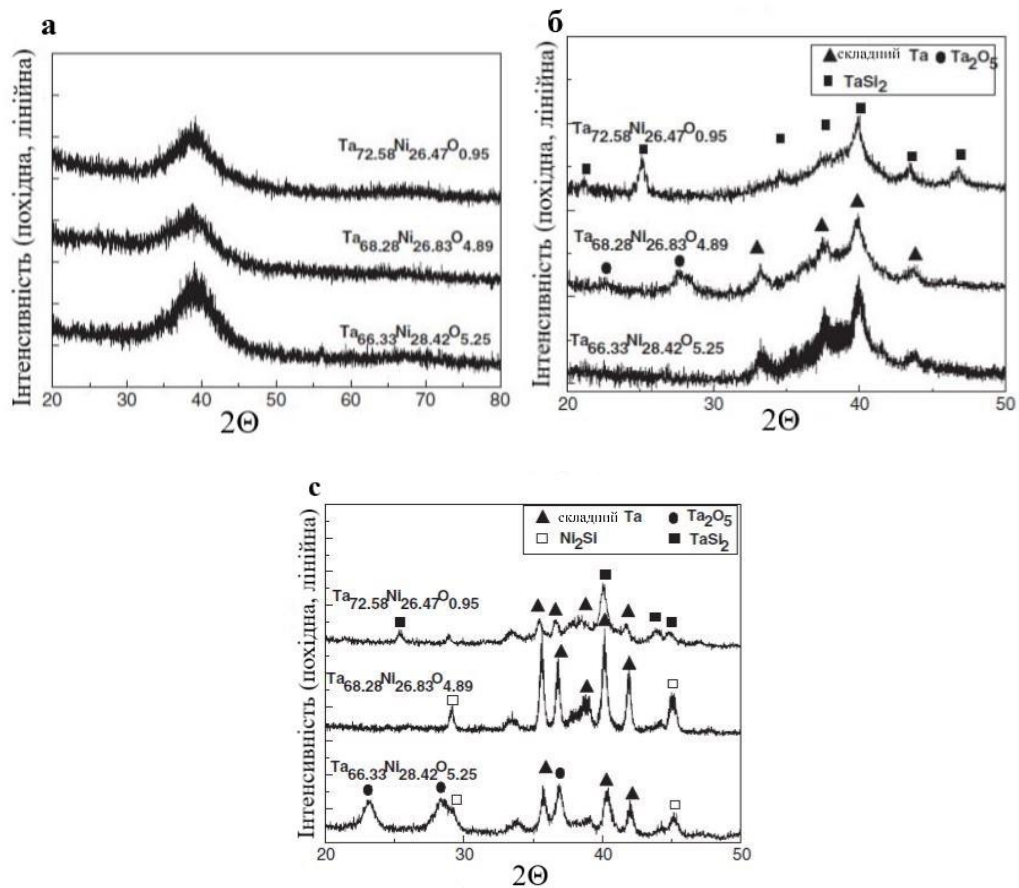 а
Інтенсивність (похідна, лінійна)
Ta72.58Ni26.47O0.95
Ta68.28Ni26.83O4.89
Ta66.33Ni28.42O5.25
20 30 40 50 60 70 80
2Θ
б
Інтенсивність (похідна, лінійна)
складний Ta Ta2O5
TaSi2
Ta72.58Ni26.47O0.95
Ta68.28Ni26.83O4.89
Ta66.33Ni28.42O5.25
20 30 40 50
2Θ
с
Інтенсивність (похідна, лінійна)
складний Ta Ta2O5
Ni2Si TaSi2
Ta72.58Ni26.47O0.95
Ta68.28Ni26.83O4.89
Ta66.33Ni28.42O5.25
20 30 40 50
2Θ